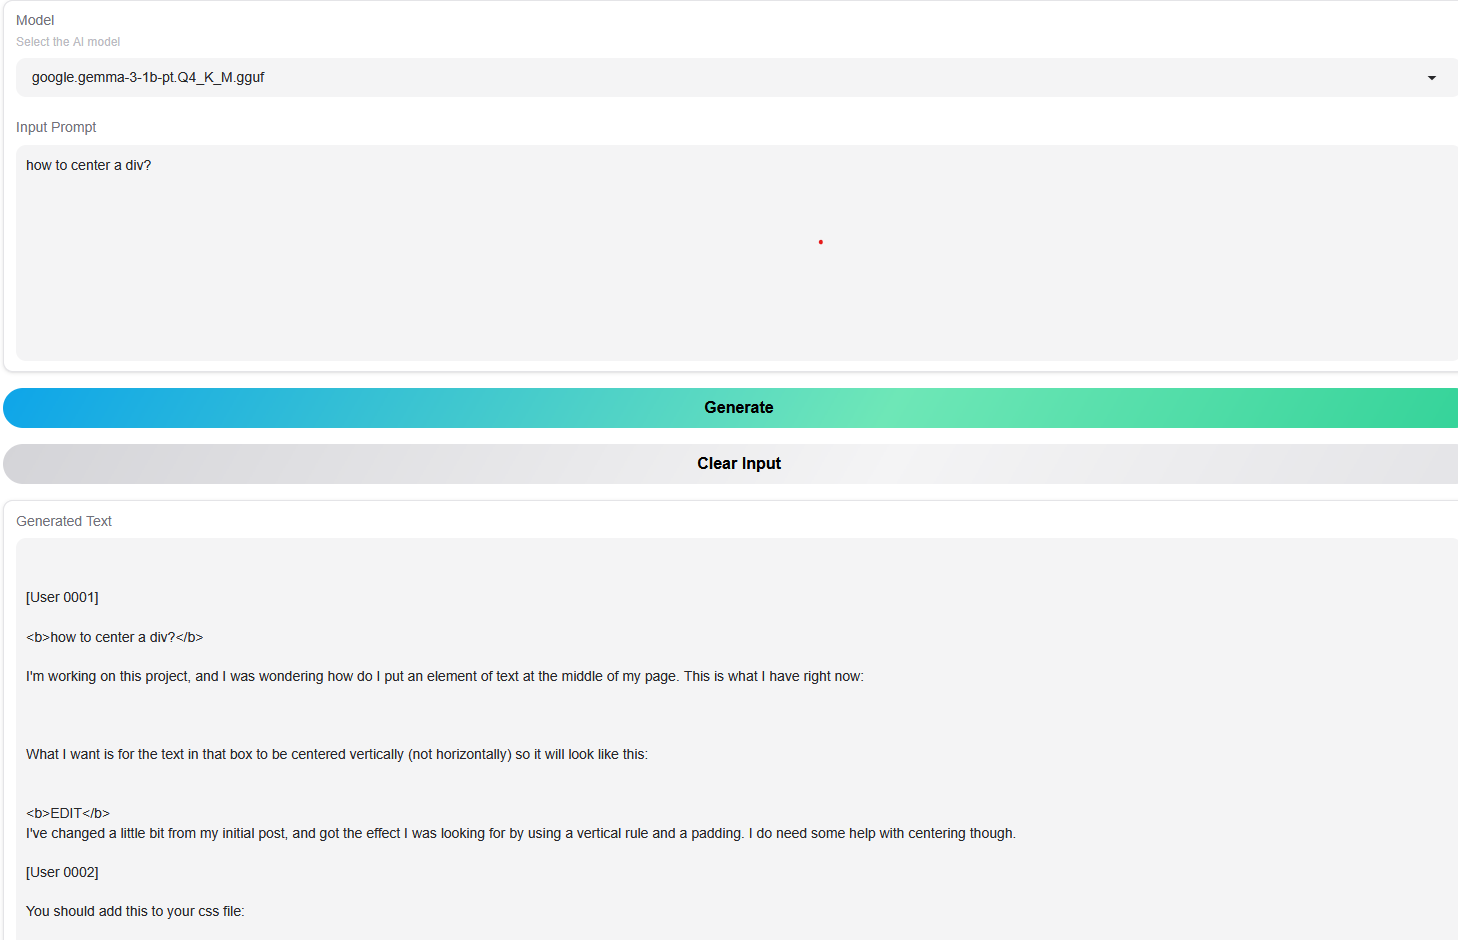 Model
Select the AI model
google.gemma-3-1b-pt.Q4_K_M.gguf
Input Prompt
how to center a div?
Generate
Clear Input
Generated Text
[User 0001]
<b>how to center a div?</b>
I'm working on this project, and I was wondering how do I put an element of text at the middle of my page. This is what I have right now:
What I want is for the text in that box to be centered vertically (not horizontally) so it will look like this:
<b>EDIT</b>
I've changed a little bit from my initial post, and got the effect I was looking for by using a vertical rule and a padding. I do need some help with centering though.
[User 0002]
You should add this to your css file: